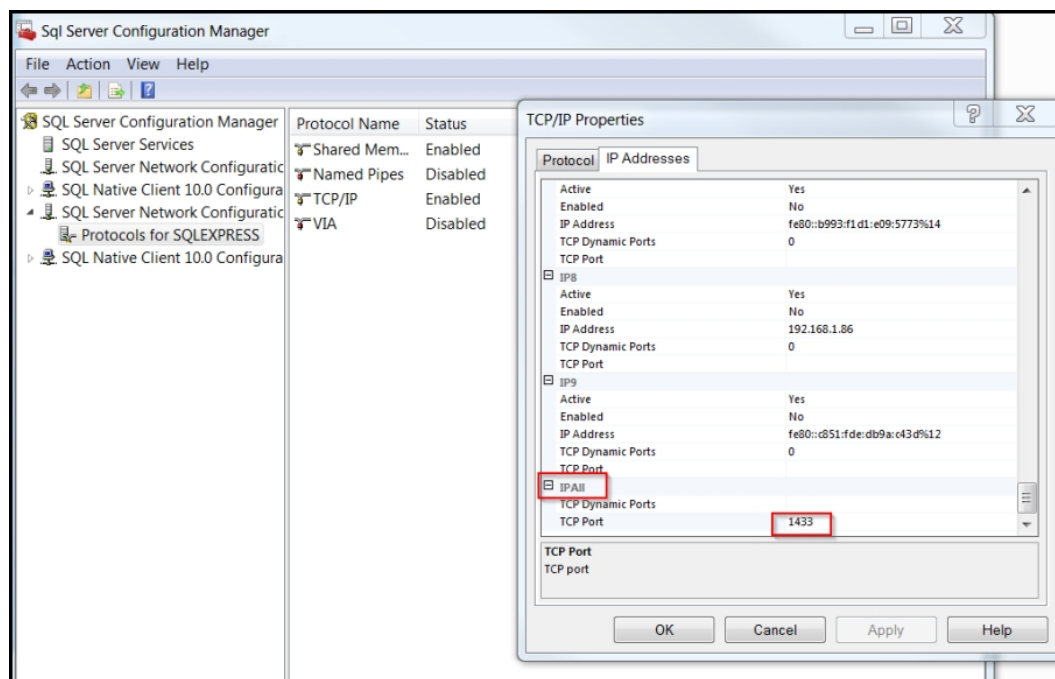 Sql Server Configuration Manager
File Action View Help
SQL Server Configuration Manager
SQL Server Services
SQL Server Network Configuratic
SQL Native Client 10.0 Configura
SQL Server Network Configuratic
Protocols for SQLEXPRESS
SQL Native Client 10.0 Configura
Protocol Name Status
Shared Mem... Enabled
Named Pipes Disabled
TCP/IP Enabled
VIA Disabled
TCP/IP Properties
Protocol IP Addresses
Active Yes
Enabled No
IP Address fe80::b993:f1d1:e09:5773%14
TCP Dynamic Ports 0
TCP Port
IP8
Active Yes
Enabled No
IP Address 192.168.1.86
TCP Dynamic Ports 0
TCP Port
IP9
Active Yes
Enabled No
IP Address fe80::c851:fde:db9a:c43d%12
TCP Dynamic Ports 0
TCP Port
IPAll
TCP Dynamic Ports
TCP Port 1433
TCP Port
TCP port
OK Cancel Apply Help